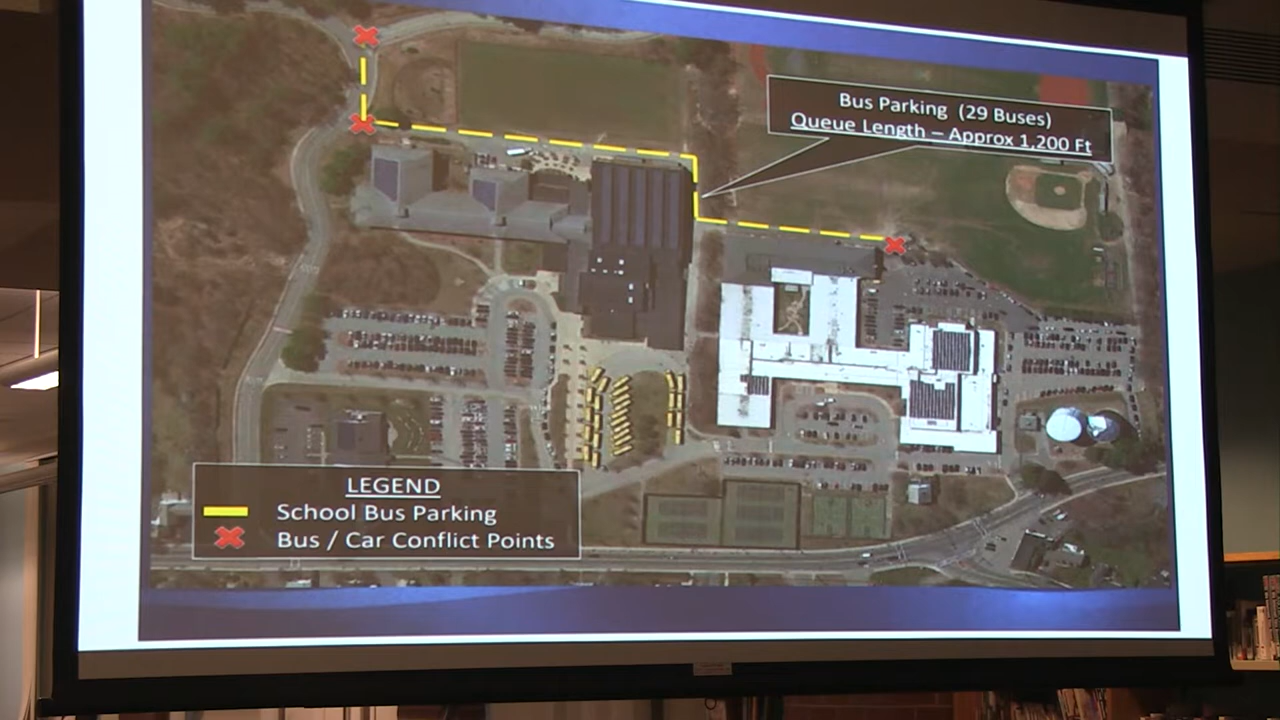 Bus Parking (29 Buses)
Queue Length – Approx 1,200 Ft
LEGEND
School Bus Parking
Bus / Car Conflict Points